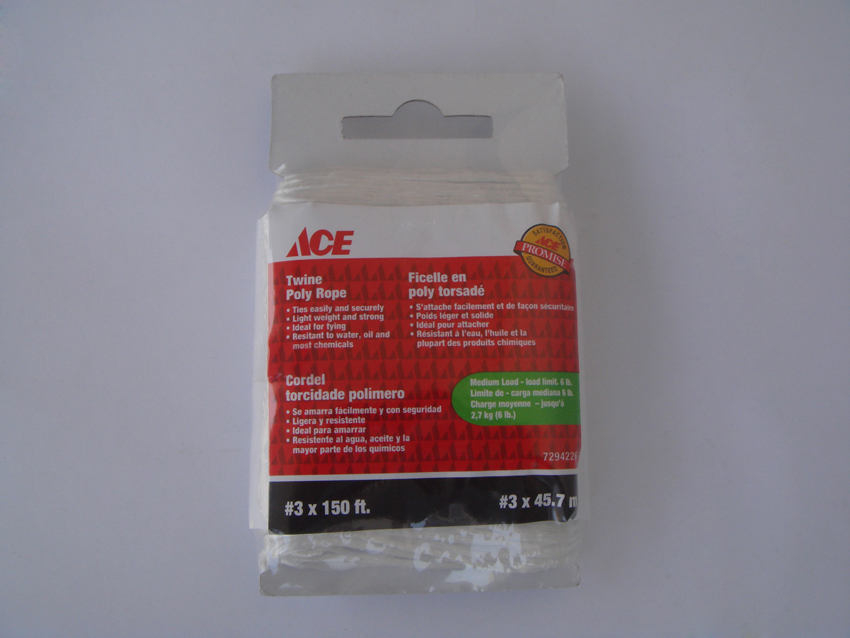 ACE
SATISFACTION
ACE
PROMISE
GUARANTEED
Twine
Poly Rope
• Ties easily and securely
• Light weight and strong
• Ideal for tying
• Resitant to water, oil and
most chemicals
Ficelle en
poly torsadé
• S'attache facilement et de façon sécuritaire
• Poids léger et solide
• Idéal pour attacher
• Résistant à l'eau, l'huile et la
plupart des produits chimiques
Cordel
torcidade polimero
• Se amarra fácilmente y con seguridad
• Ligera y resistente
• Ideal para amarrar
• Resistente al agua, aceite y la
mayor parte de los quimicos
Medium Load - load limit. 6 lb.
Limite de - carga mediana 6 lb.
Charge moyenne – jusqu'à
2,7 kg (6 lb.)
#3 x 150 ft.
#3 x 45.7 m